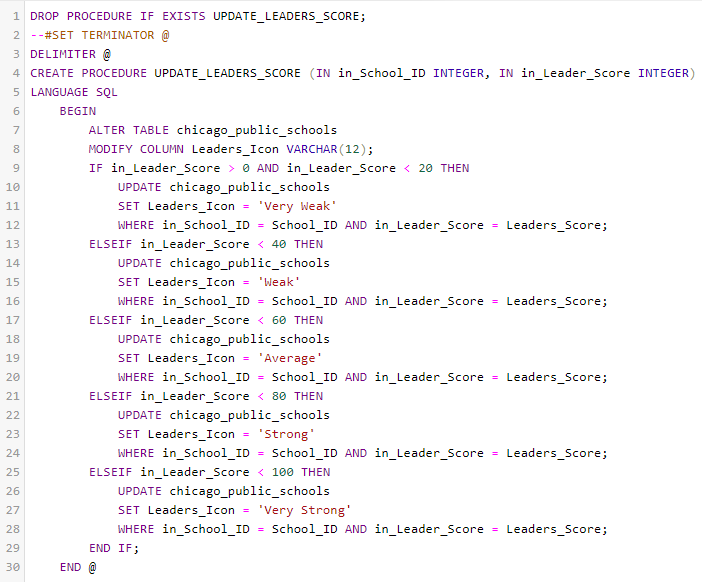 1 DROP PROCEDURE IF EXISTS UPDATE_LEADERS_SCORE;
2 --#SET TERMINATOR @
3 DELIMITER @
4 CREATE PROCEDURE UPDATE_LEADERS_SCORE (IN in_School_ID INTEGER, IN in_Leader_Score INTEGER)
5 LANGUAGE SQL
6     BEGIN
7         ALTER TABLE chicago_public_schools
8         MODIFY COLUMN Leaders_Icon VARCHAR(12);
9         IF in_Leader_Score > 0 AND in_Leader_Score < 20 THEN
10             UPDATE chicago_public_schools
11             SET Leaders_Icon = 'Very Weak'
12             WHERE in_School_ID = School_ID AND in_Leader_Score = Leaders_Score;
13         ELSEIF in_Leader_Score < 40 THEN
14             UPDATE chicago_public_schools
15             SET Leaders_Icon = 'Weak'
16             WHERE in_School_ID = School_ID AND in_Leader_Score = Leaders_Score;
17         ELSEIF in_Leader_Score < 60 THEN
18             UPDATE chicago_public_schools
19             SET Leaders_Icon = 'Average'
20             WHERE in_School_ID = School_ID AND in_Leader_Score = Leaders_Score;
21         ELSEIF in_Leader_Score < 80 THEN
22             UPDATE chicago_public_schools
23             SET Leaders_Icon = 'Strong'
24             WHERE in_School_ID = School_ID AND in_Leader_Score = Leaders_Score;
25         ELSEIF in_Leader_Score < 100 THEN
26             UPDATE chicago_public_schools
27             SET Leaders_Icon = 'Very Strong'
28             WHERE in_School_ID = School_ID AND in_Leader_Score = Leaders_Score;
29         END IF;
30     END @